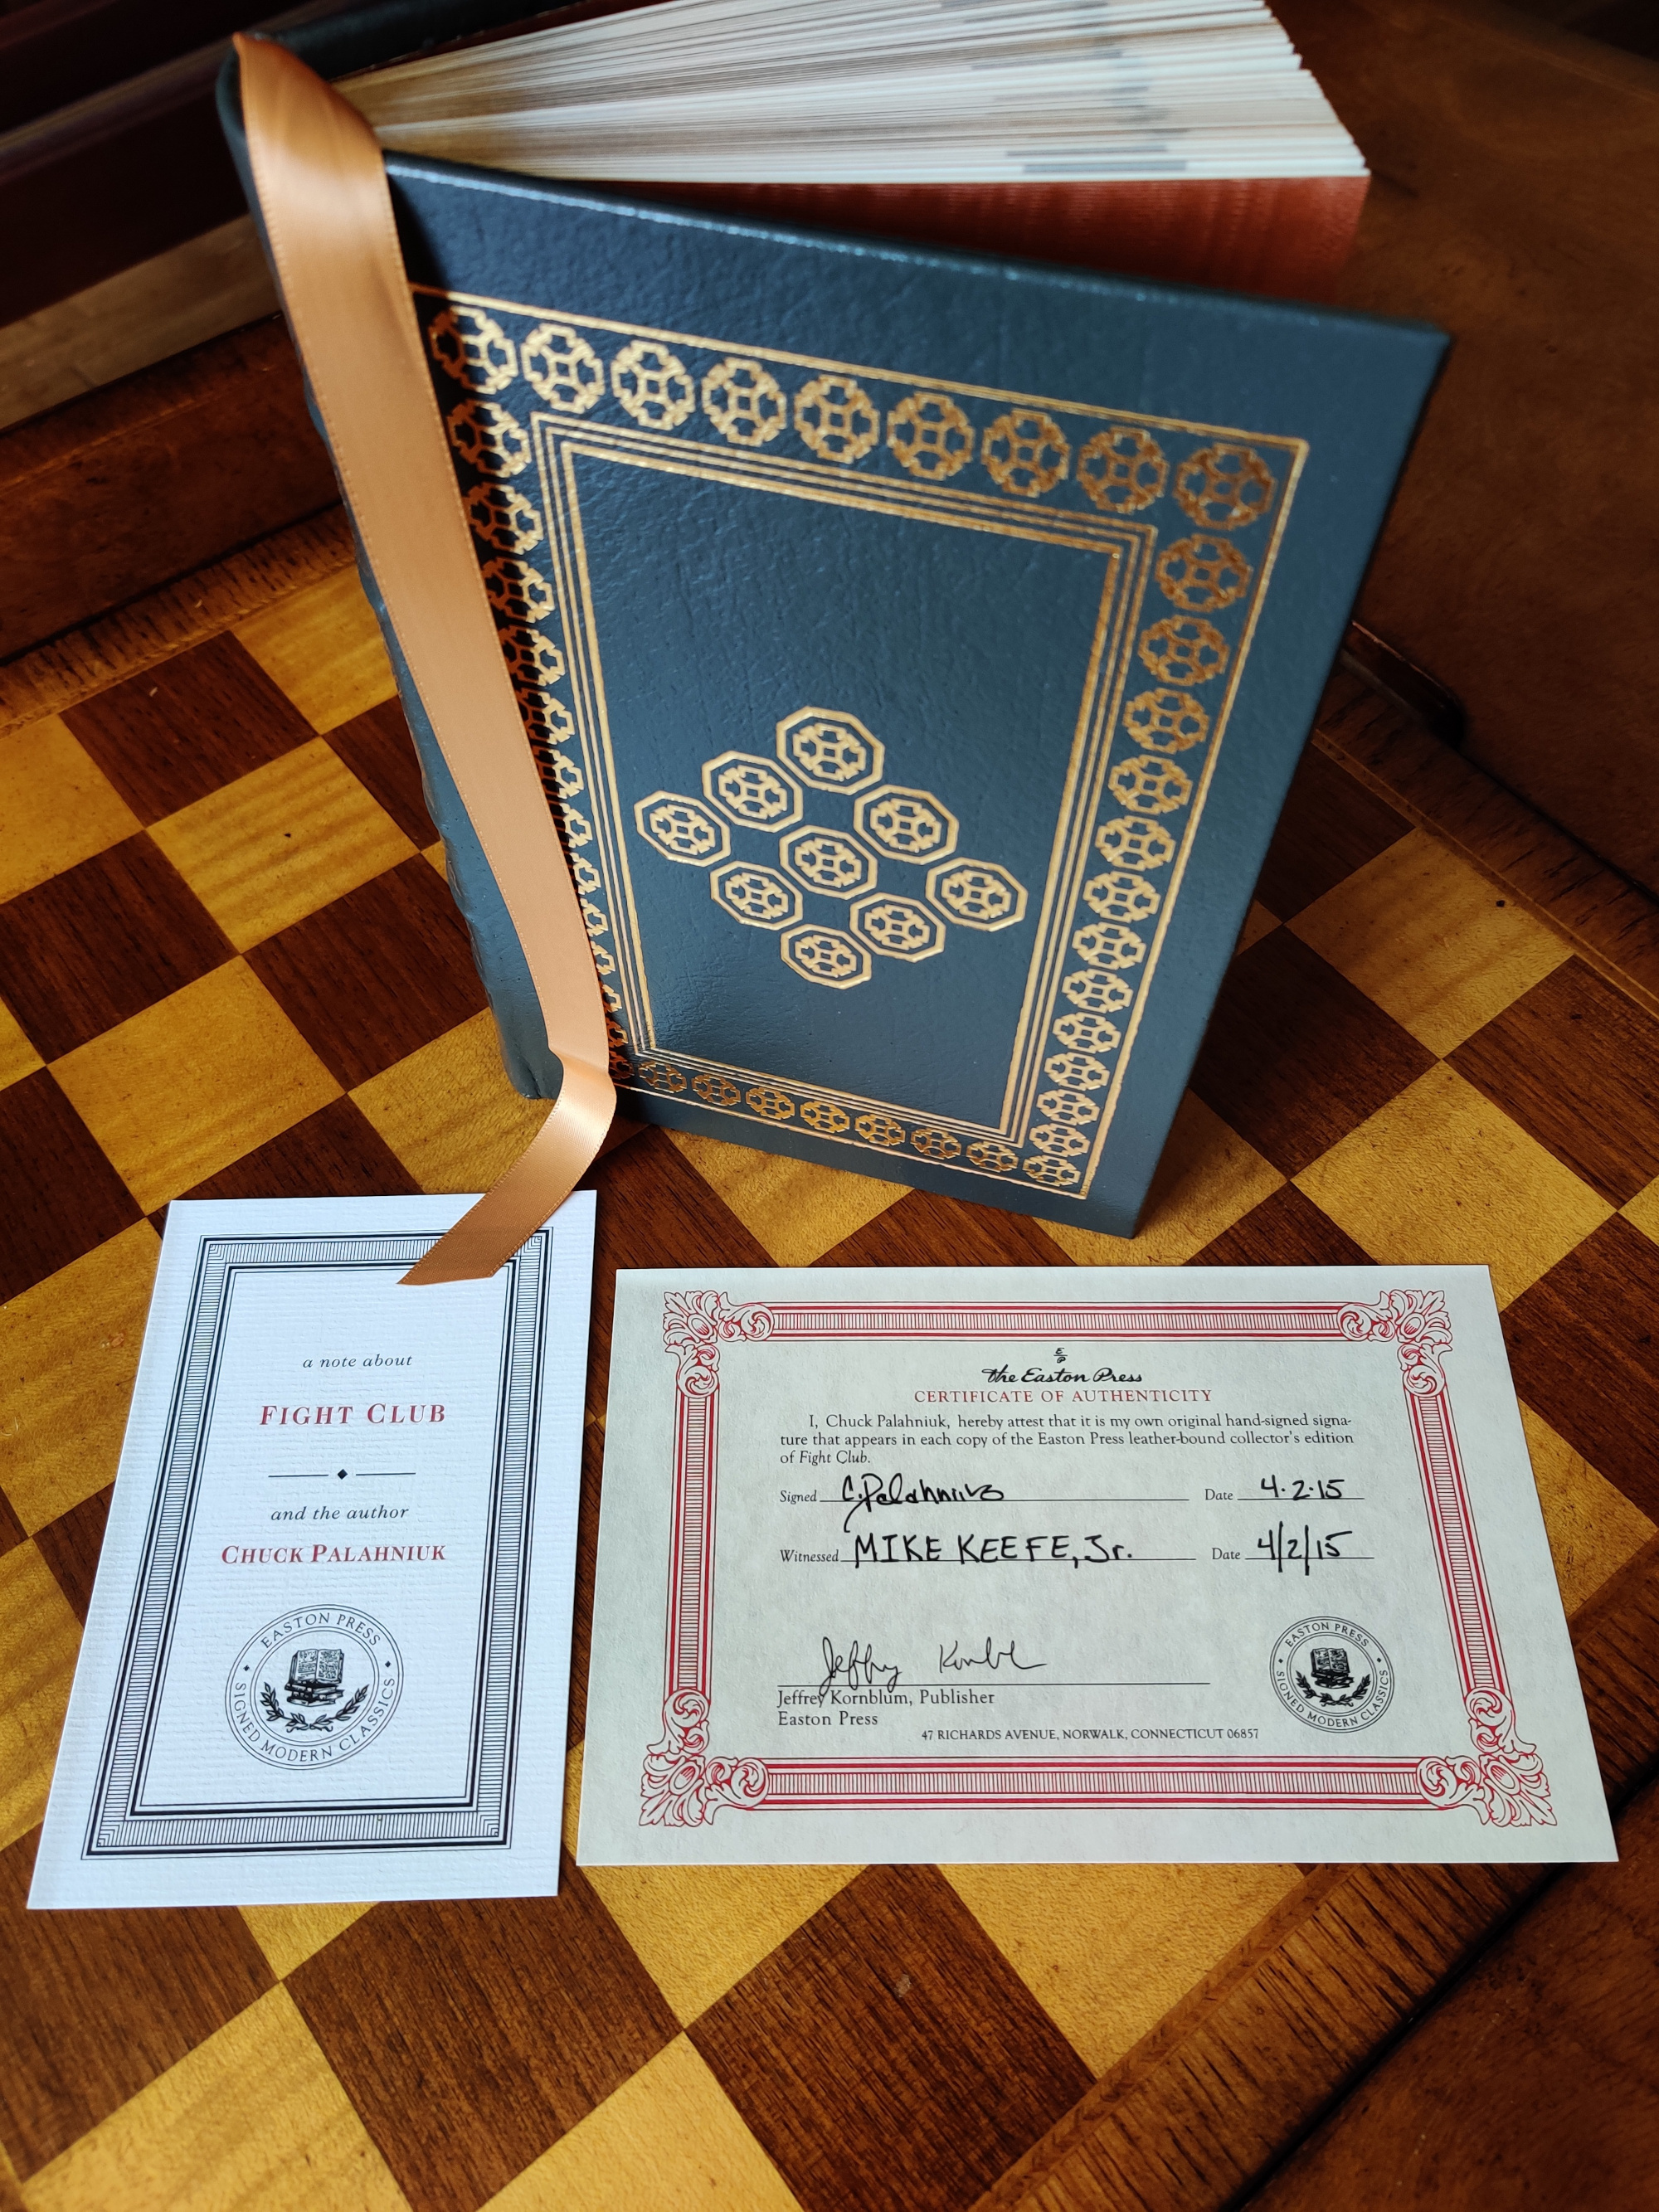 a note about
FIGHT CLUB
and the author
CHUCK PALAHNIUK
EASTON PRESS
SIGNED MODERN CLASSICS
E/P
the Easton Press
CERTIFICATE OF AUTHENTICITY
I, Chuck Palahniuk, hereby attest that it is my own original hand-signed signa-
ture that appears in each copy of the Easton Press leather-bound collector's edition
of Fight Club.
Signed C. Palahniuk Date 4·2·15
Witnessed MIKE KEEFE, Jr. Date 4/2/15
Jeffrey Kornblum
Jeffrey Kornblum, Publisher
Easton Press
47 RICHARDS AVENUE, NORWALK, CONNECTICUT 06857
EASTON PRESS
SIGNED MODERN CLASSICS